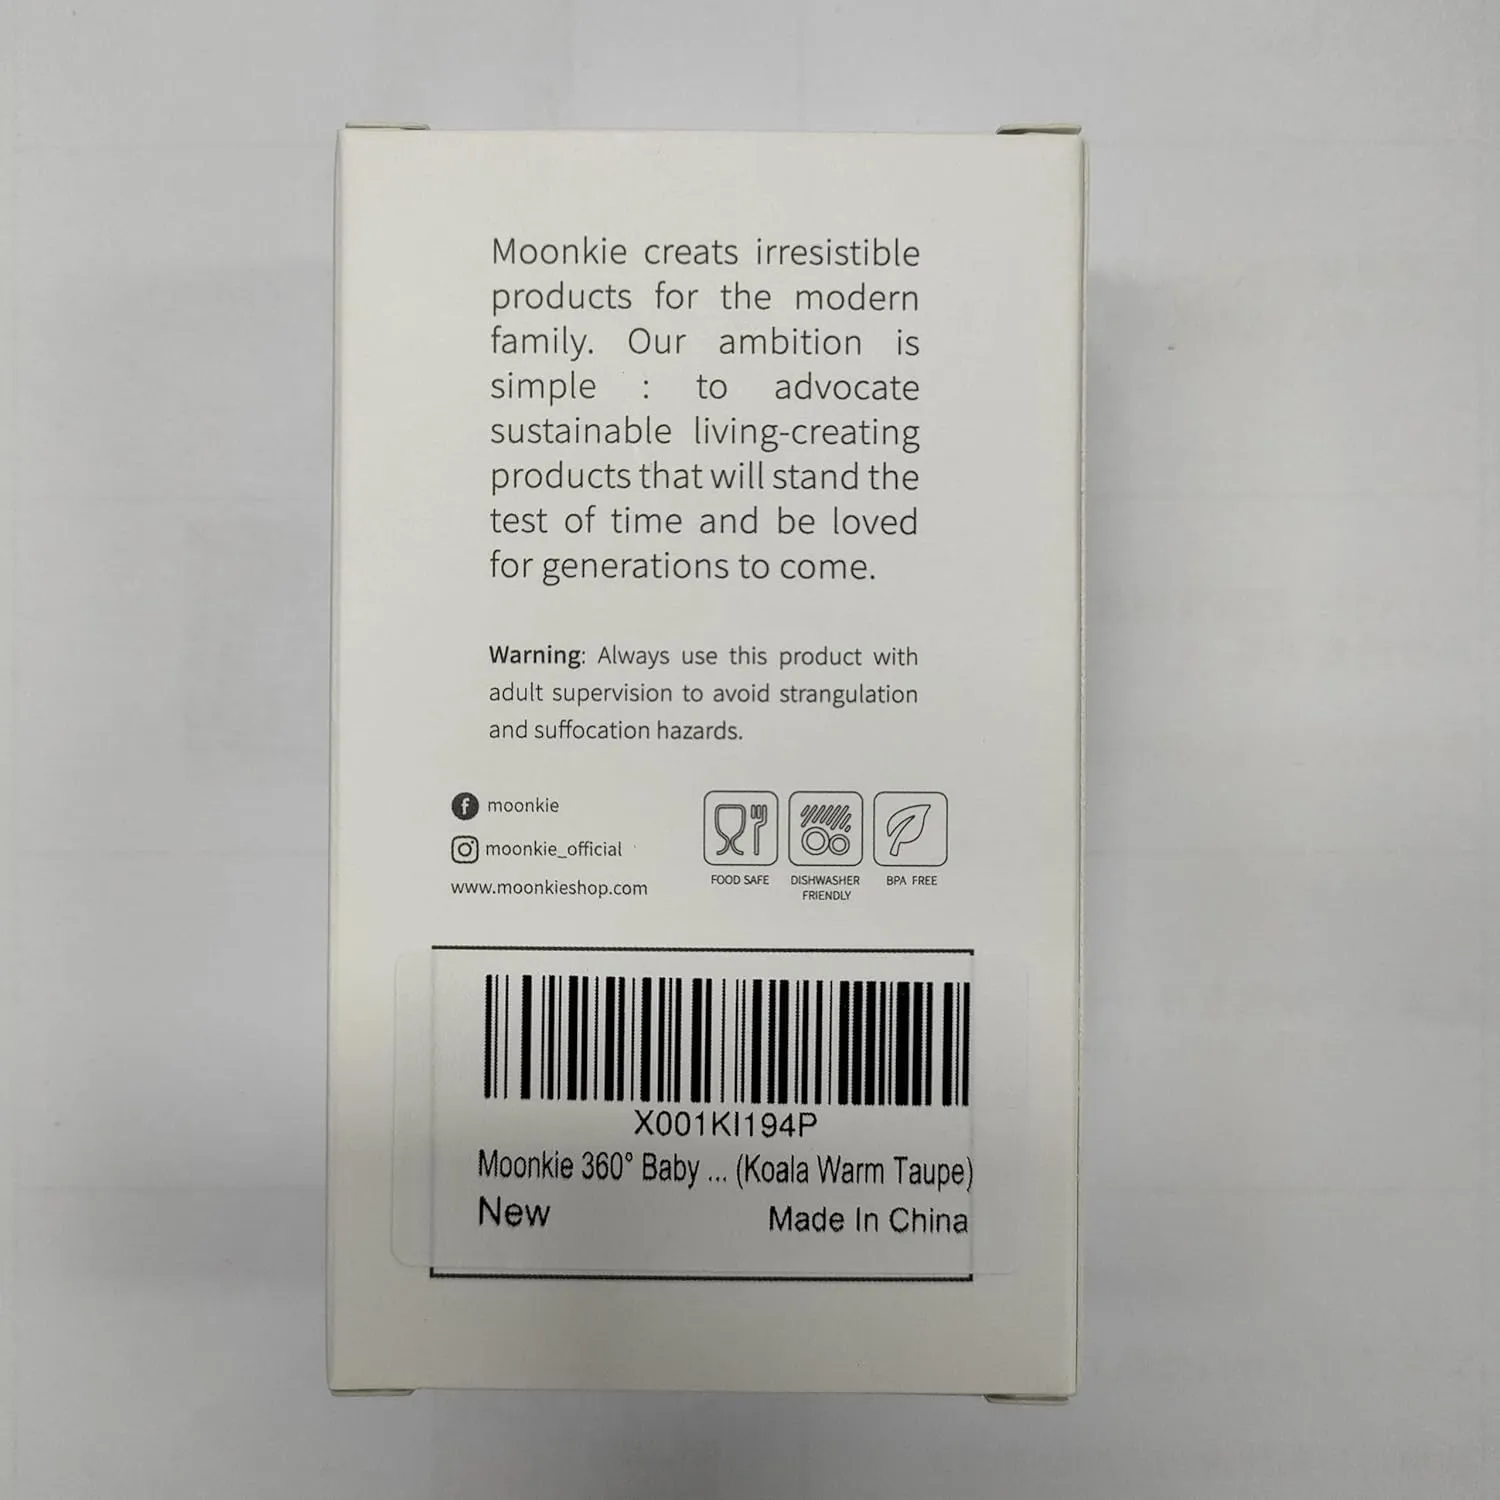 Moonkie creats irresistible
products for the modern
family. Our ambition is
simple : to advocate
sustainable living-creating
products that will stand the
test of time and be loved
for generations to come.
Warning: Always use this product with
adult supervision to avoid strangulation
and suffocation hazards.
moonkie
moonkie_official
www.moonkieshop.com
FOOD SAFE
DISHWASHER
FRIENDLY
BPA FREE
X001KI194P
Moonkie 360° Baby ... (Koala Warm Taupe)
New Made In China